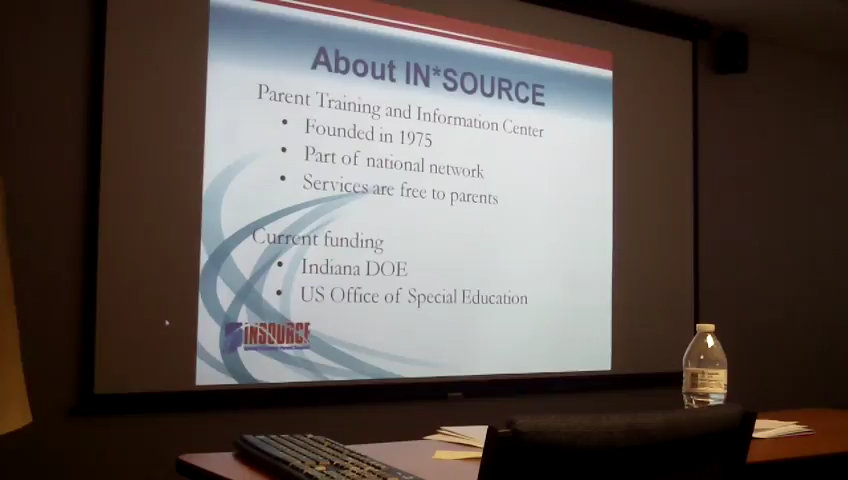 About IN*SOURCE
Parent Training and Information Center
• Founded in 1975
• Part of national network
• Services are free to parents
Current funding
• Indiana DOE
• US Office of Special Education
INSOURCE